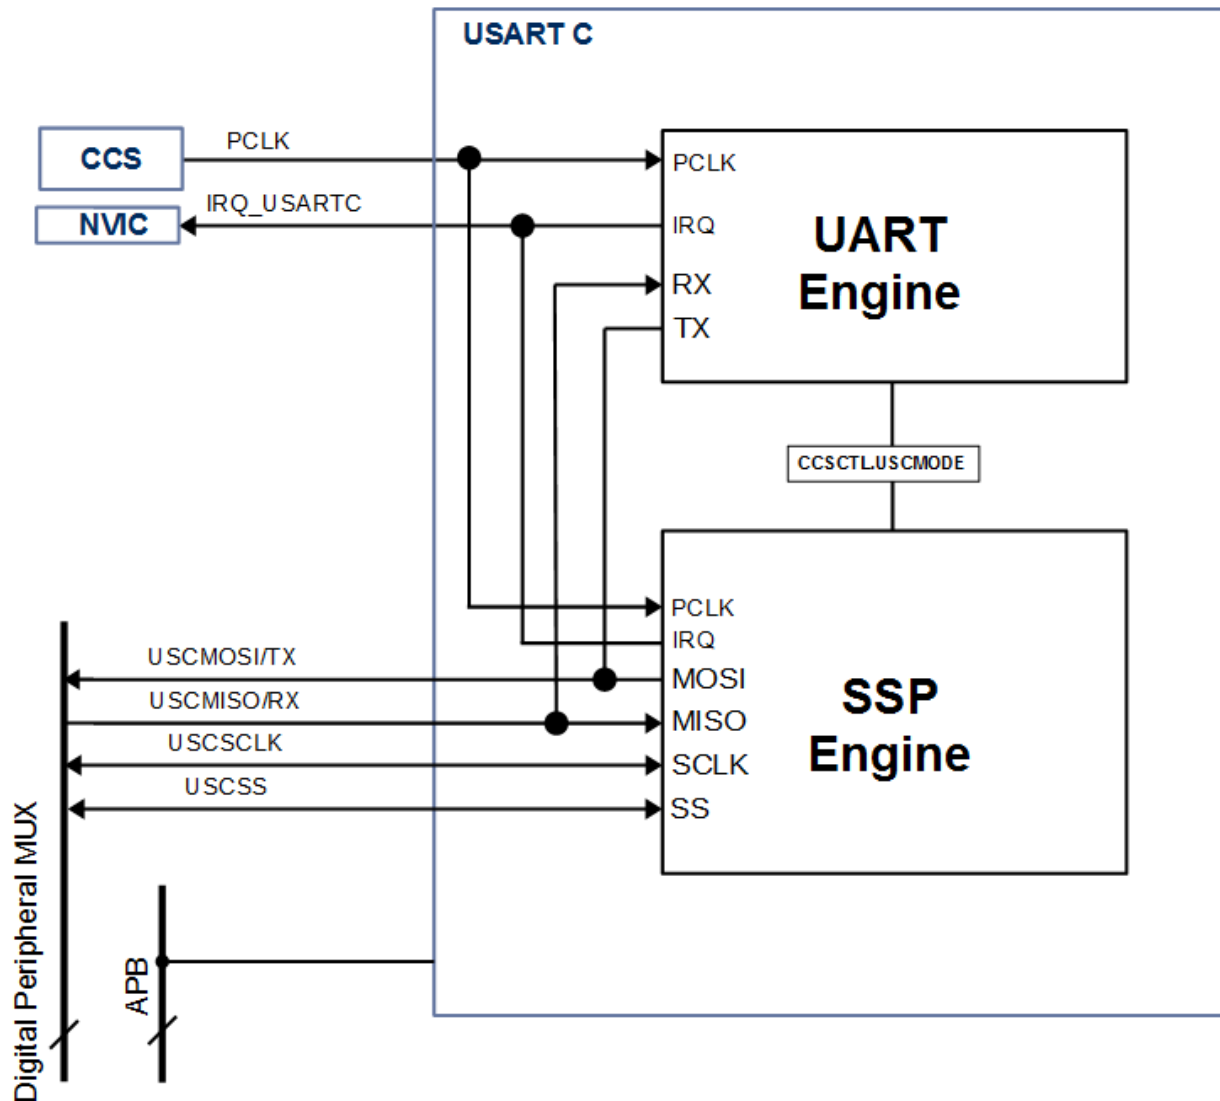 USART C
CCS
PCLK
PCLK
NVIC
IRQ_USARTC
IRQ
UART
Engine
RX
TX
CCSCTL.USCMODE
PCLK
IRQ
USCMOSI/TX
MOSI
USCMISO/RX
MISO
SSP
Engine
USCSCLK
SCLK
USCSS
SS
Digital Peripheral MUX
APB